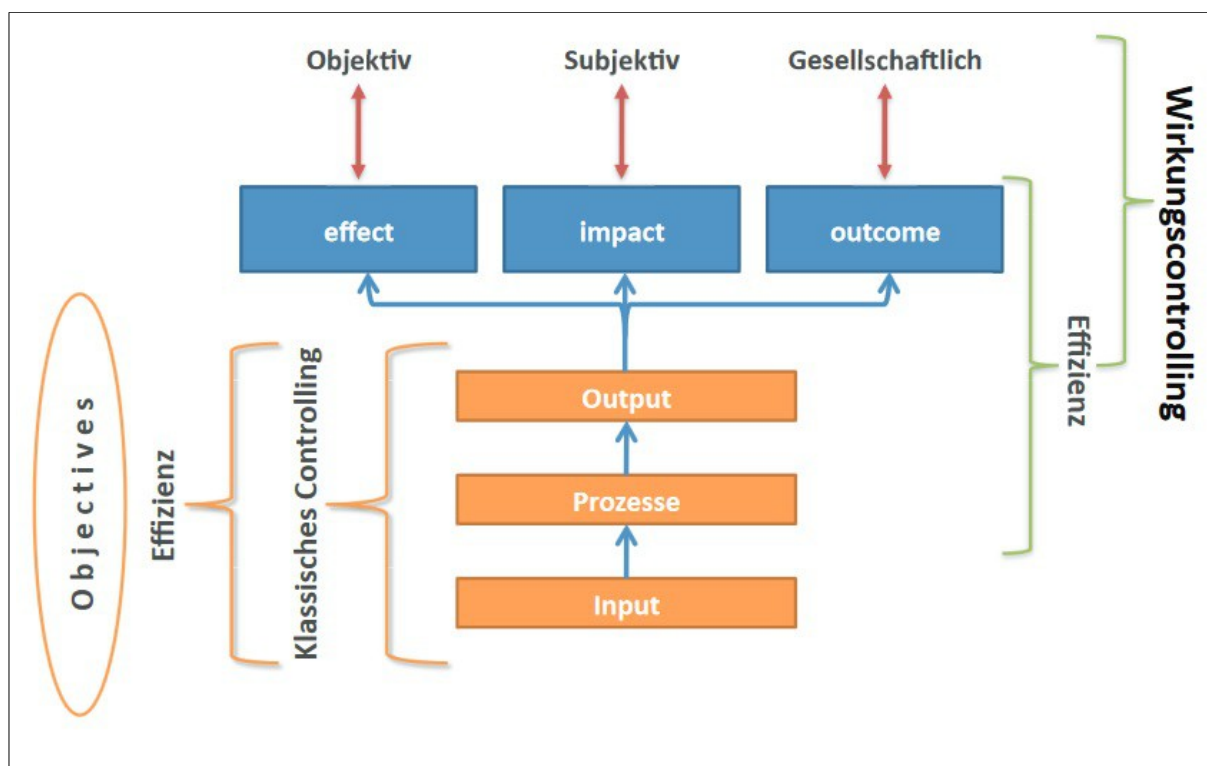 Objektiv
Subjektiv
Gesellschaftlich
effect
impact
outcome
Output
Prozesse
Input
Objectives
Effizienz
Klassisches Controlling
Effizienz
Wirkungscontrolling